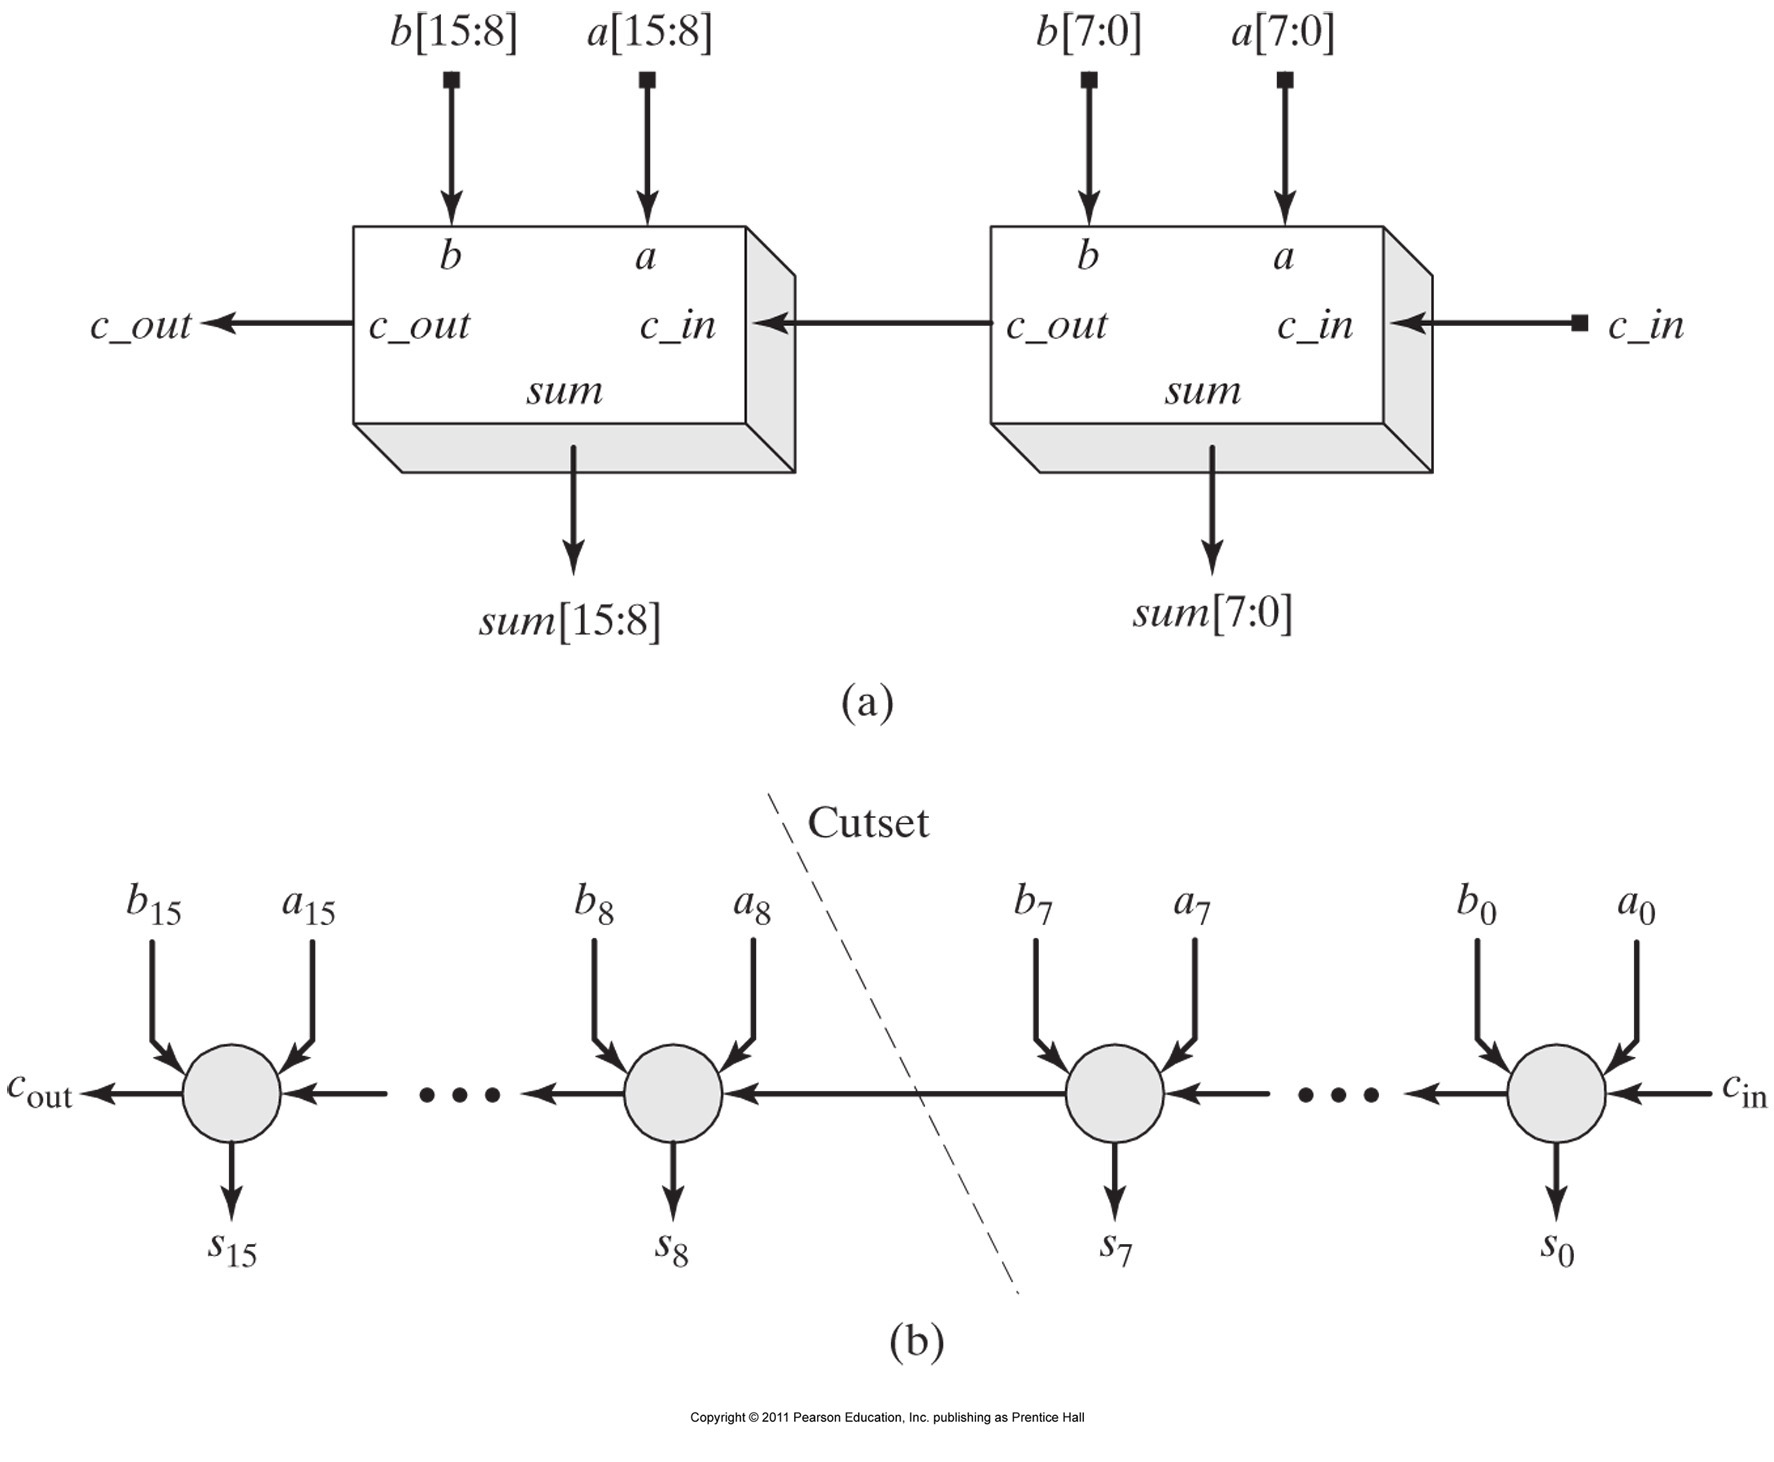 b[15:8] a[15:8] b[7:0] a[7:0]
b a b a
c_out c_out c_in c_out c_in c_in
sum sum
sum[15:8] sum[7:0]
(a)
Cutset
b15 a15 b8 a8 b7 a7 b0 a0
cout cin
s15 s8 s7 s0
(b)
Copyright © 2011 Pearson Education, Inc. publishing as Prentice Hall